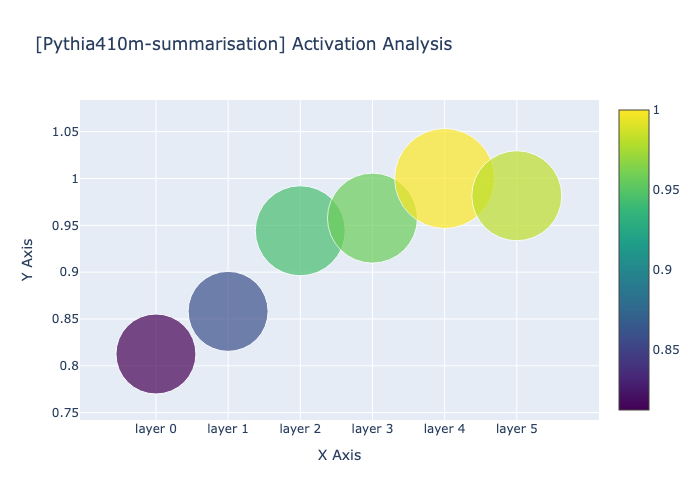 [Pythia410m-summarisation] Activation Analysis
1.05
1
0.95
0.9
0.85
0.8
0.75
Y Axis
layer 0
layer 1
layer 2
layer 3
layer 4
layer 5
X Axis
1
0.95
0.9
0.85